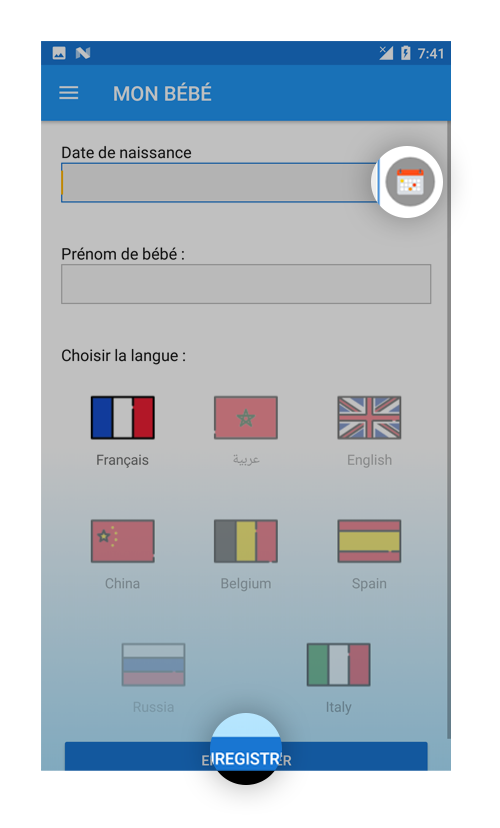 7:41
MON BÉBÉ
Date de naissance
Prénom de bébé :
Choisir la langue :
Français
عربية
English
China
Belgium
Spain
Russia
Italy
ENREGISTRER